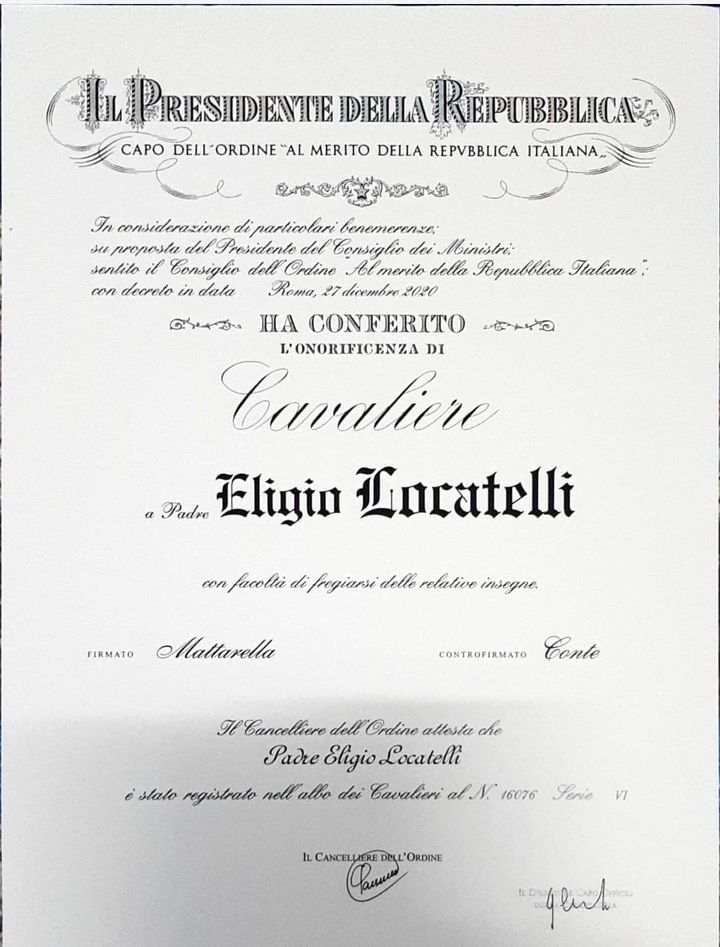 IL PRESIDENTE DELLA REPUBBLICA
CAPO DELL'ORDINE "AL MERITO DELLA REPVBBLICA ITALIANA„
In considerazione di particolari benemerenze;
su proposta del Presidente del Consiglio dei Ministri;
sentito il Consiglio dell'Ordine "Al merito della Repubblica Italiana";
con decreto in data Roma, 27 dicembre 2020
HA CONFERITO
L'ONORIFICENZA DI
Cavaliere
a Padre Eligio Locatelli
con facoltà di fregiarsi delle relative insegne.
FIRMATO Mattarella CONTROFIRMATO Conte
Il Cancelliere dell'Ordine attesta che
Padre Eligio Locatelli
è stato registrato nell'albo dei Cavalieri al N. 16076 Serie VI
IL CANCELLIERE DELL'ORDINE
IL CAPO UFFICIO